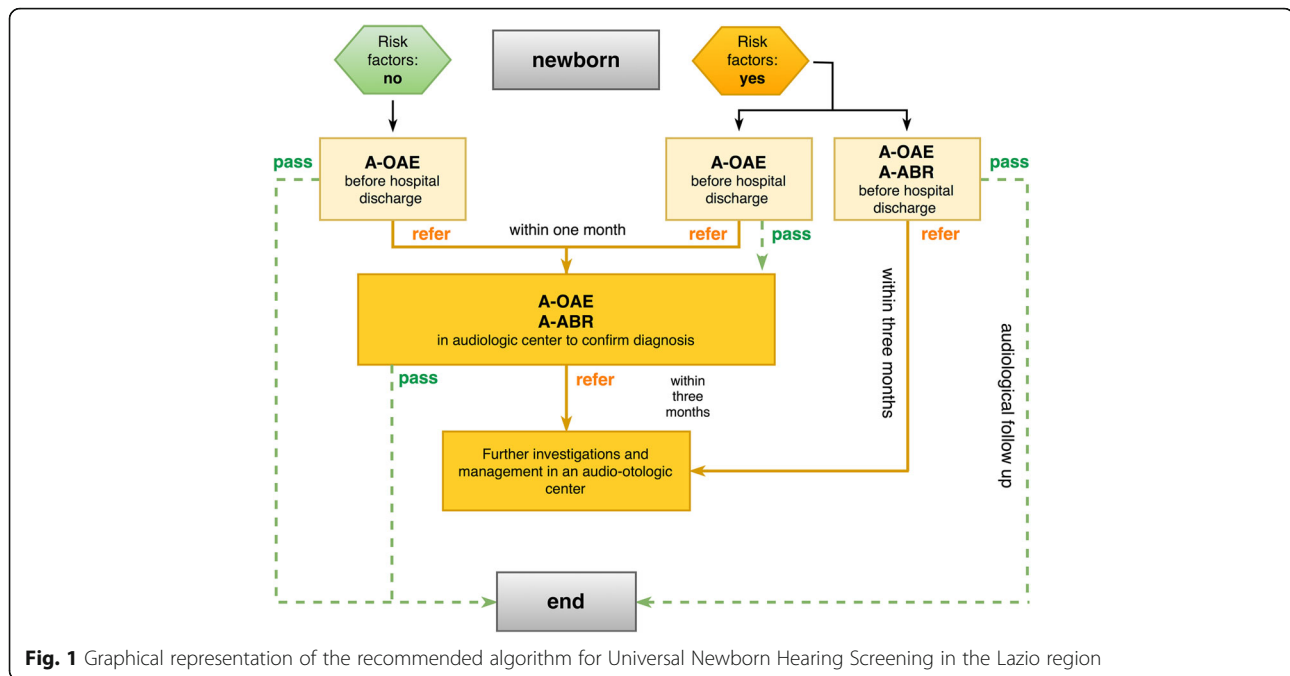 Risk
factors:
no
newborn
Risk
factors:
yes
pass
A-OAE
before hospital
discharge
A-OAE
before hospital
discharge
A-OAE
A-ABR
before hospital
discharge
pass
refer
within one month
refer
pass
refer
A-OAE
A-ABR
in audiologic center to confirm diagnosis
within three months
audiological follow up
pass
refer
within
three
months
Further investigations and
management in an audio-otologic
center
end
Fig. 1 Graphical representation of the recommended algorithm for Universal Newborn Hearing Screening in the Lazio region